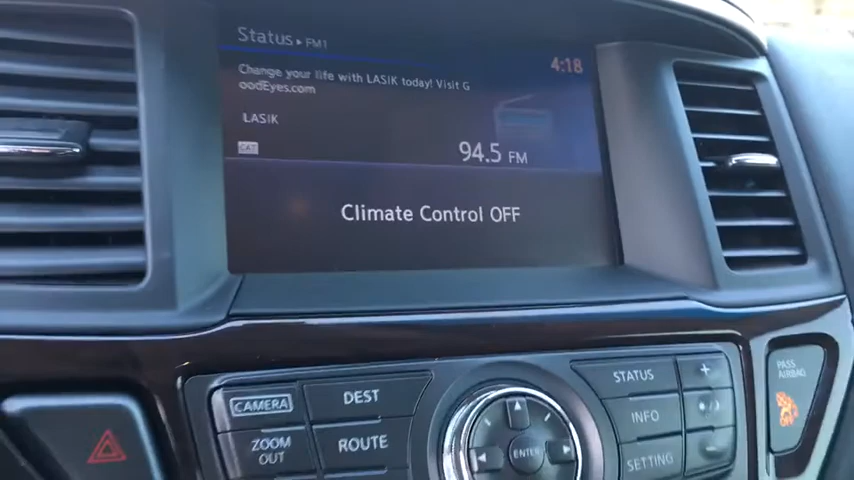 Status▸FM1
4:18
Change your life with LASIK today! Visit G
oodEyes.com
LASIK
CAT
94.5 FM
Climate Control OFF
CAMERA
DEST
STATUS
PASS
AIRBAG
ZOOM
OUT
ROUTE
INFO
ENTER
SETTING